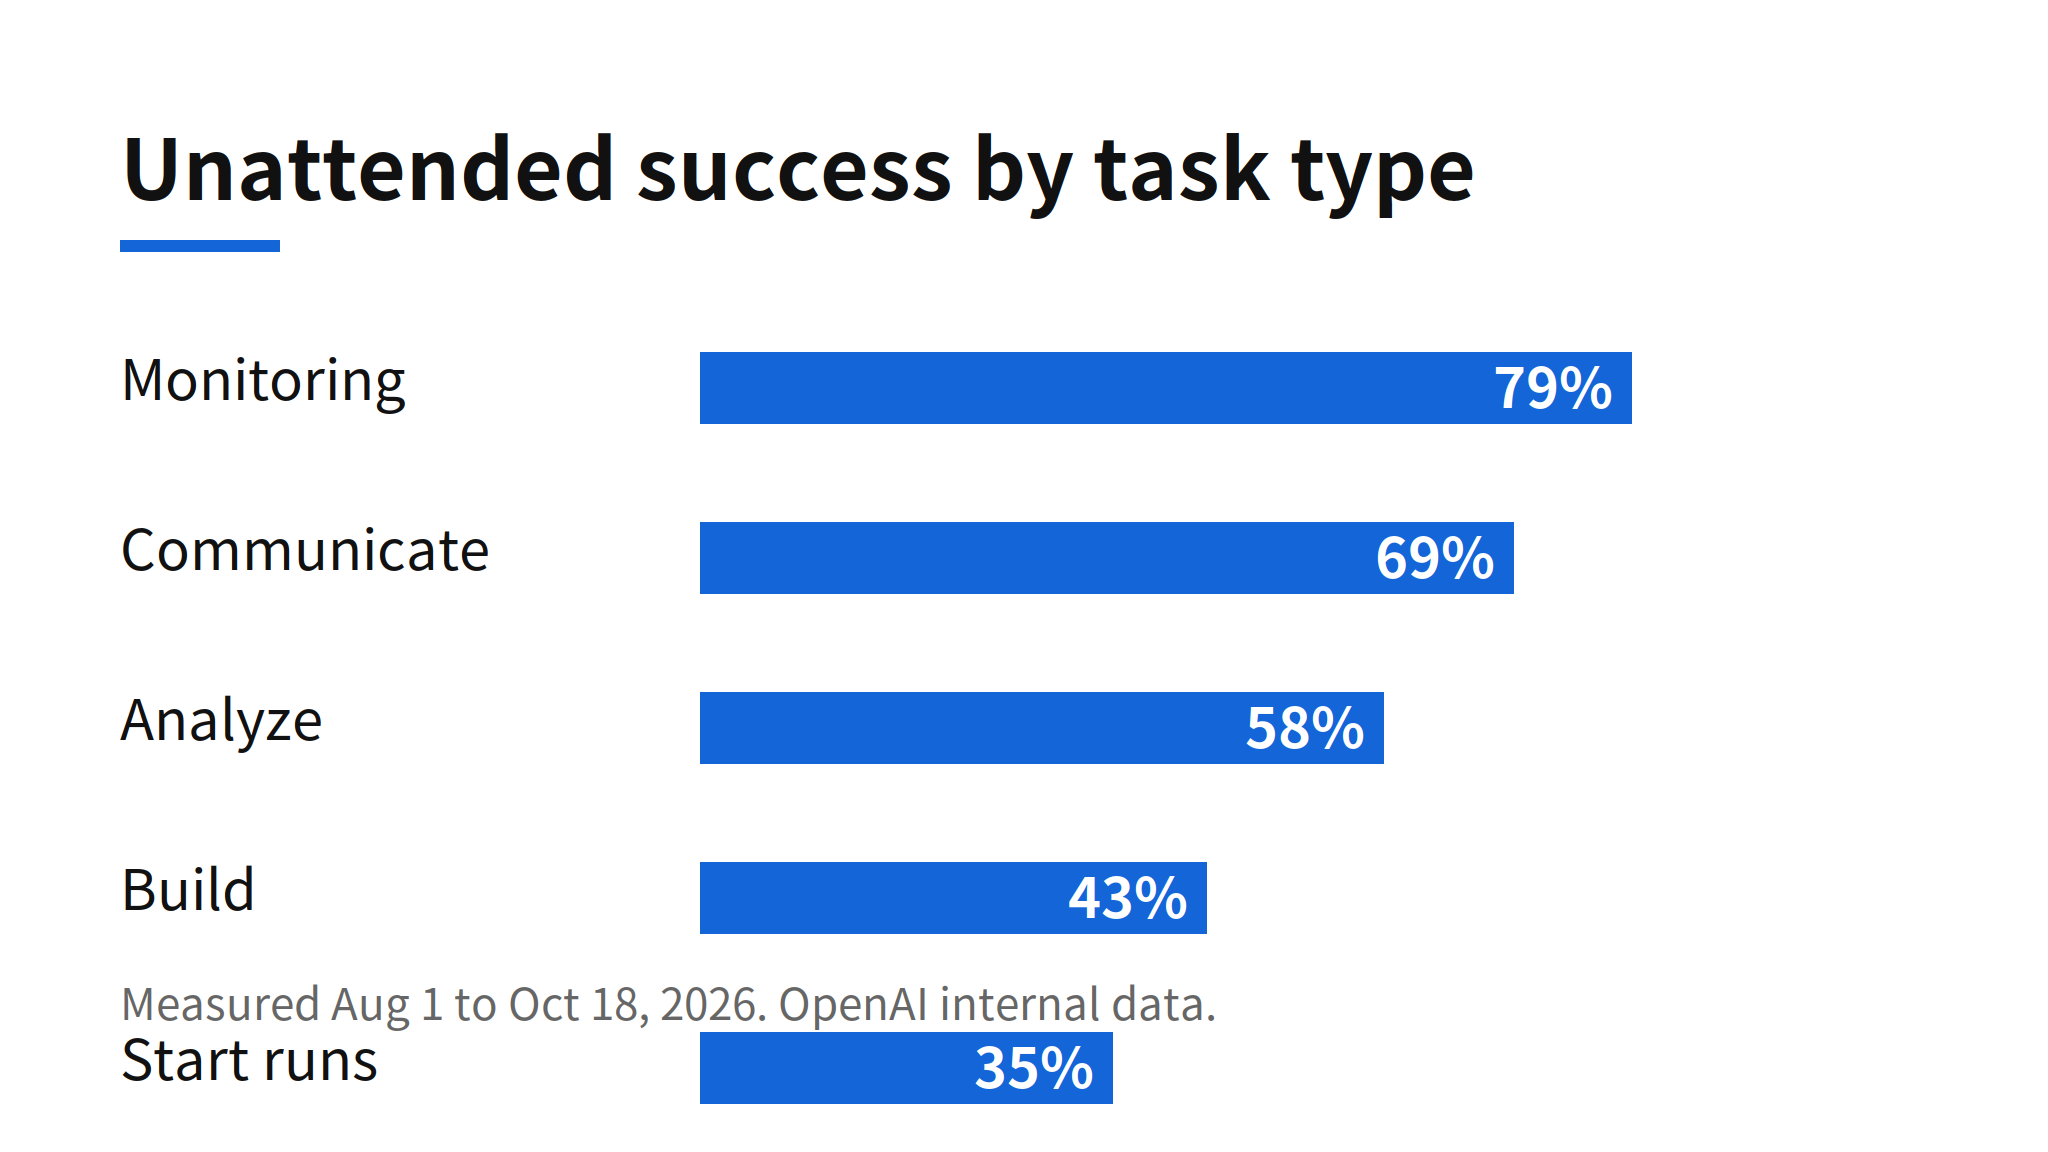 Unattended success by task type
Monitoring 79%
Communicate 69%
Analyze 58%
Build 43%
Measured Aug 1 to Oct 18, 2026. OpenAI internal data.
Start runs 35%